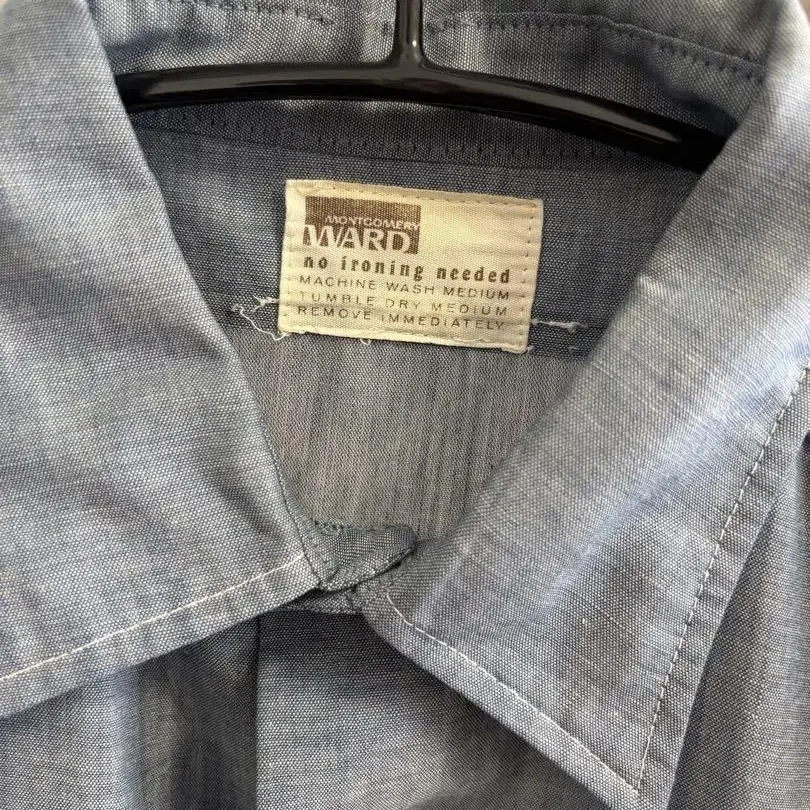 MONTGOMERY
WARD
no ironing needed
MACHINE WASH MEDIUM
TUMBLE DRY MEDIUM
REMOVE IMMEDIATELY